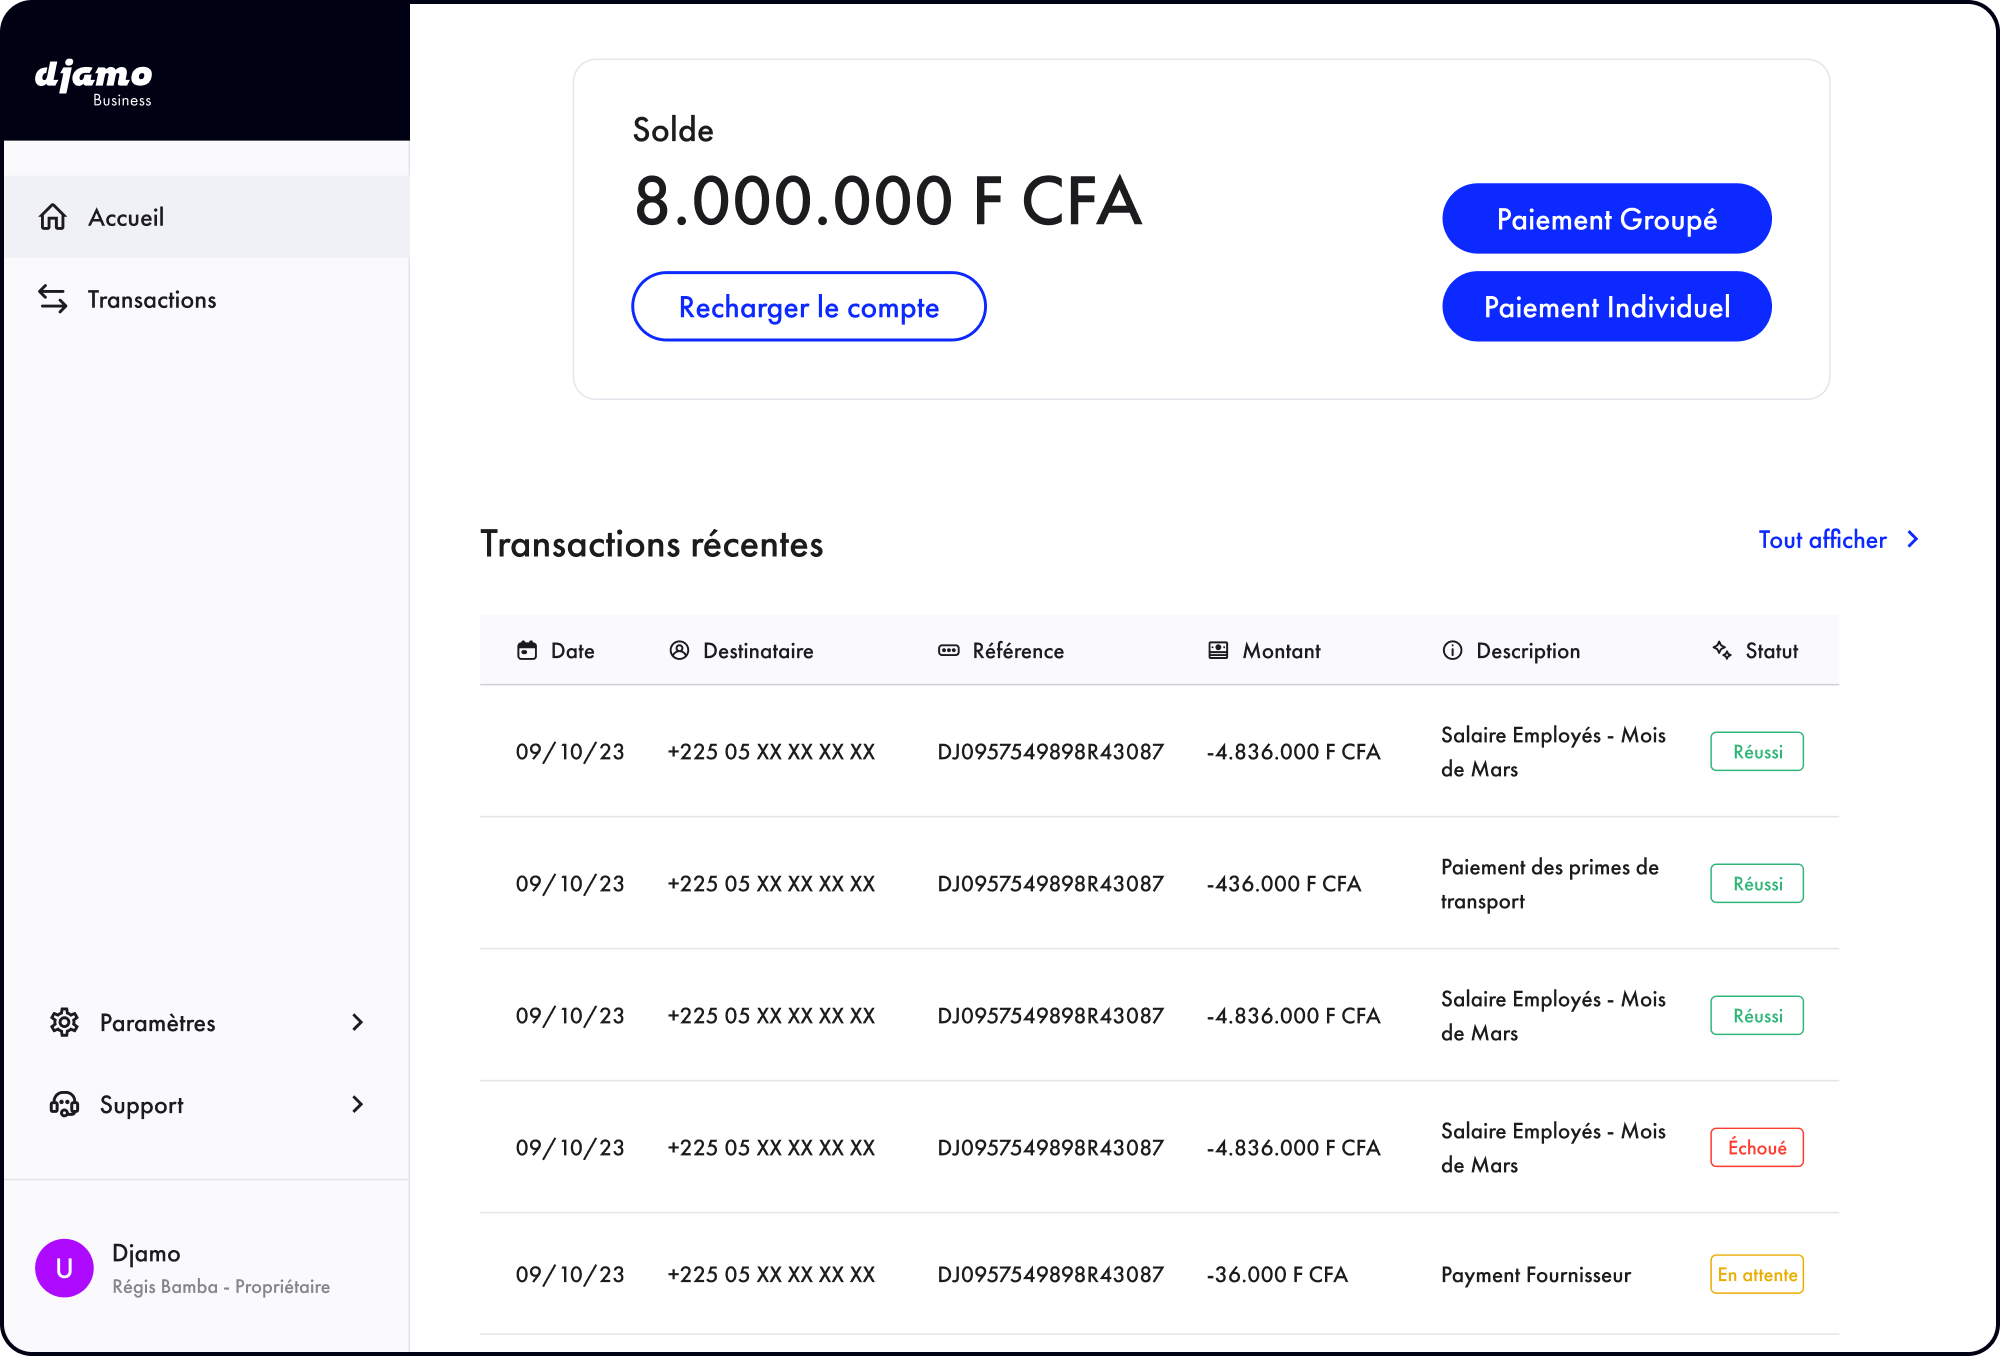 djamo
Business
Accueil
Transactions
Paramètres
Support
U
Djamo
Régis Bamba - Propriétaire
Solde
8.000.000 F CFA
Recharger le compte
Paiement Groupé
Paiement Individuel
Transactions récentes
Tout afficher
Date Destinataire Référence Montant Description Statut
09/10/23 +225 05 XX XX XX XX DJ0957549898R43087 -4.836.000 F CFA Salaire Employés - Mois
de Mars
Réussi
09/10/23 +225 05 XX XX XX XX DJ0957549898R43087 -436.000 F CFA Paiement des primes de
transport
Réussi
09/10/23 +225 05 XX XX XX XX DJ0957549898R43087 -4.836.000 F CFA Salaire Employés - Mois
de Mars
Réussi
09/10/23 +225 05 XX XX XX XX DJ0957549898R43087 -4.836.000 F CFA Salaire Employés - Mois
de Mars
Échoué
09/10/23 +225 05 XX XX XX XX DJ0957549898R43087 -36.000 F CFA Payment Fournisseur En attente